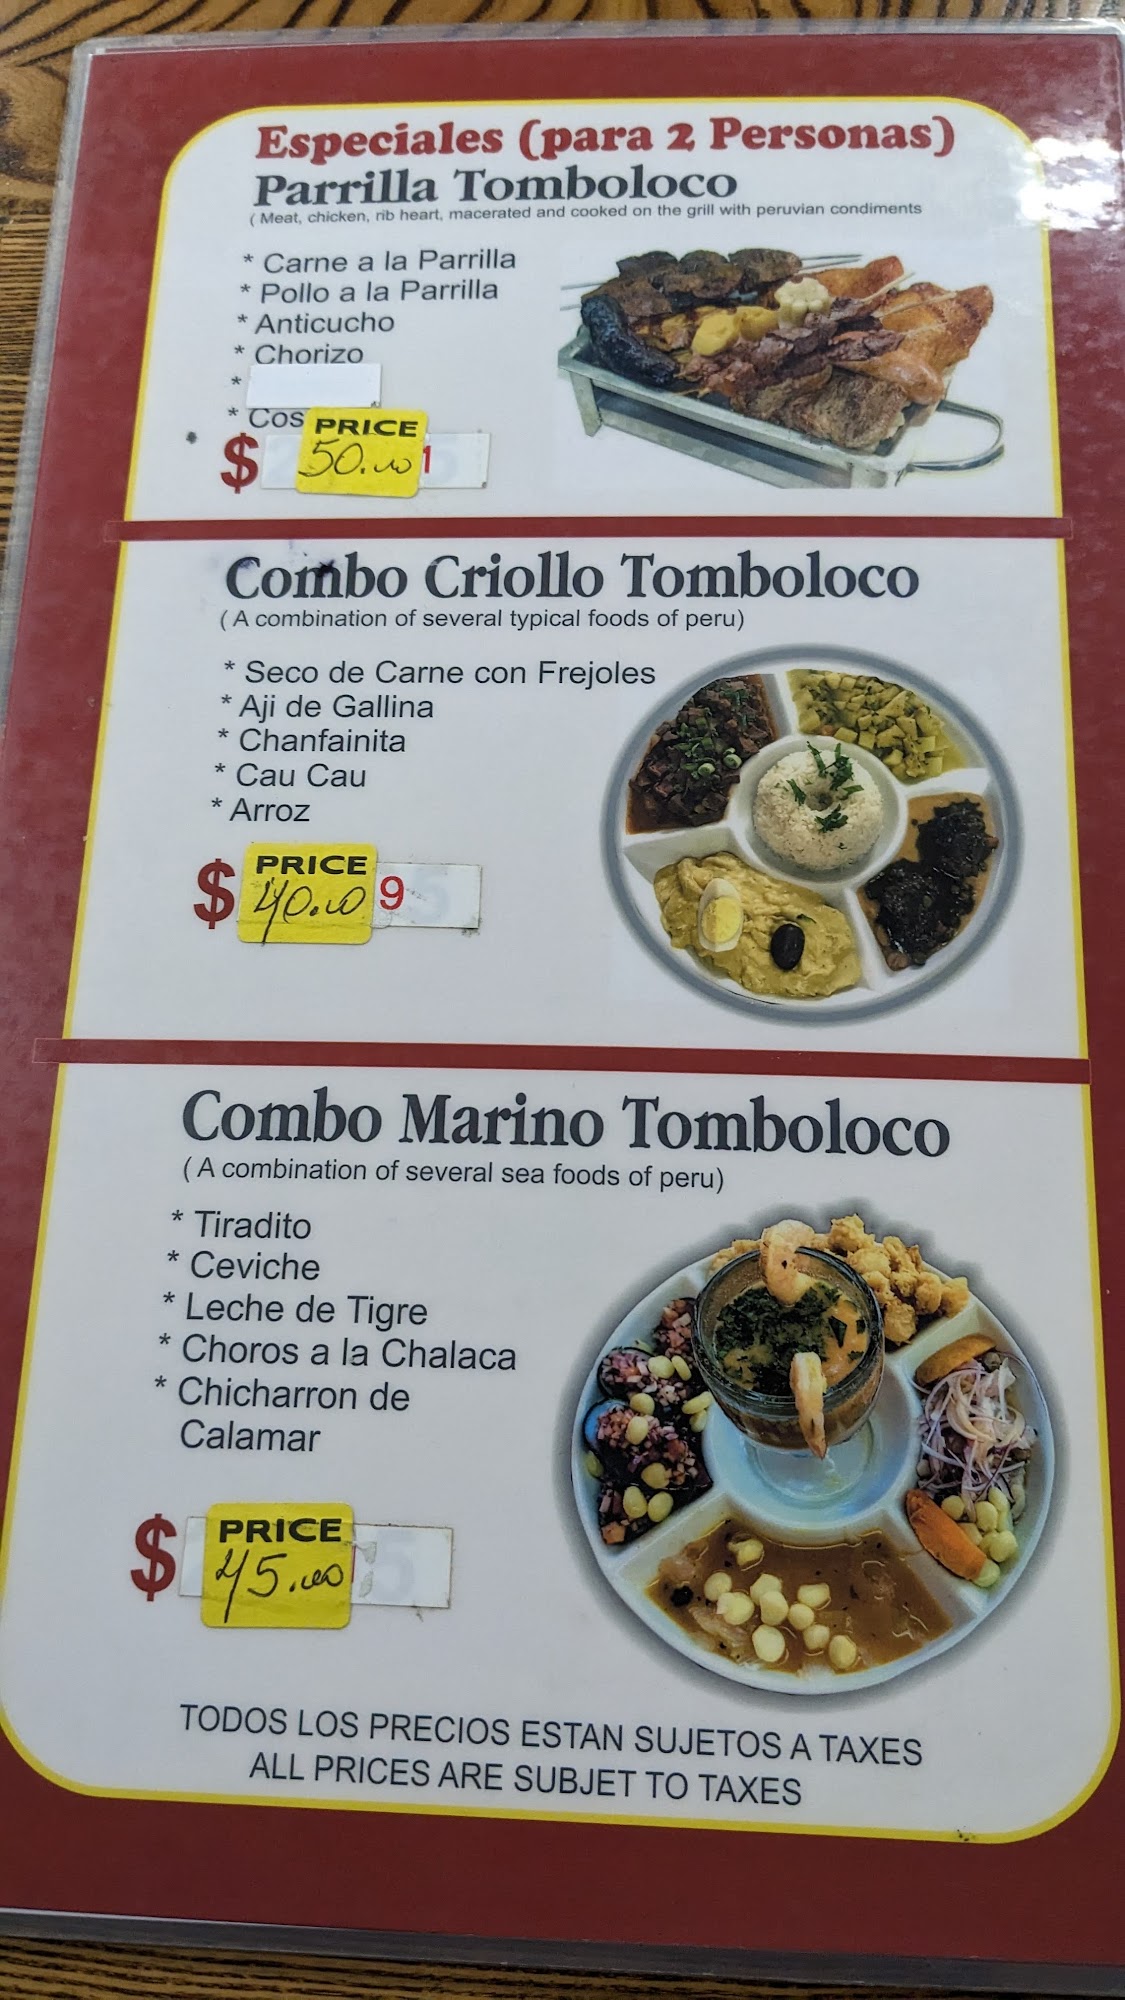 Especiales (para 2 Personas)
Parrilla Tomboloco
( Meat, chicken, rib heart, macerated and cooked on the grill with peruvian condiments
* Carne a la Parrilla
* Pollo a la Parrilla
* Anticucho
* Chorizo
*
* Cos
PRICE
$ 50.00 1
Combo Criollo Tomboloco
( A combination of several typical foods of peru)
* Seco de Carne con Frejoles
* Aji de Gallina
* Chanfainita
* Cau Cau
* Arroz
PRICE
$ 40.00 9
Combo Marino Tomboloco
( A combination of several sea foods of peru)
* Tiradito
* Ceviche
* Leche de Tigre
* Choros a la Chalaca
* Chicharron de
Calamar
PRICE
$ 45.00 5
TODOS LOS PRECIOS ESTAN SUJETOS A TAXES
ALL PRICES ARE SUBJET TO TAXES